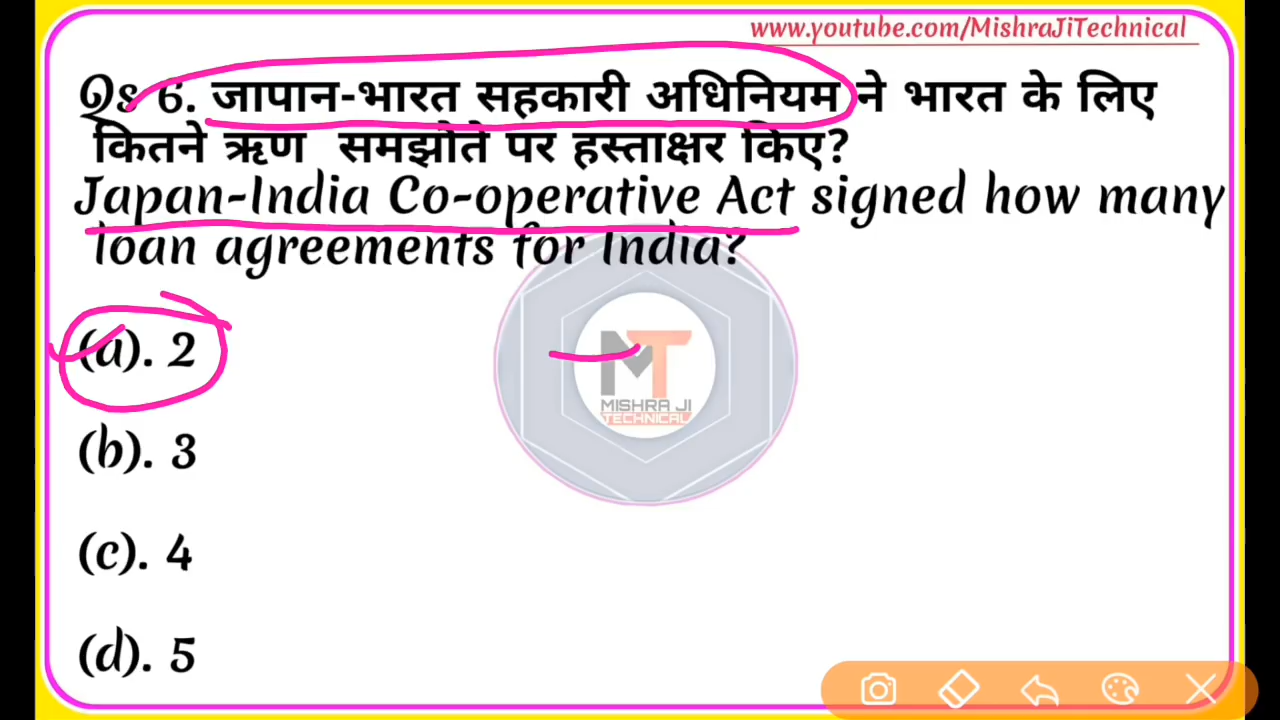 www.youtube.com/MishraJiTechnical
Qs 6. जापान-भारत सहकारी अधिनियम ने भारत के लिए
कितने ऋण समझोते पर हस्ताक्षर किए?
Japan-India Co-operative Act signed how many
loan agreements for India?
(a). 2
MT
MISHRA JI
TECHNICAL
(b). 3
(c). 4
(d). 5